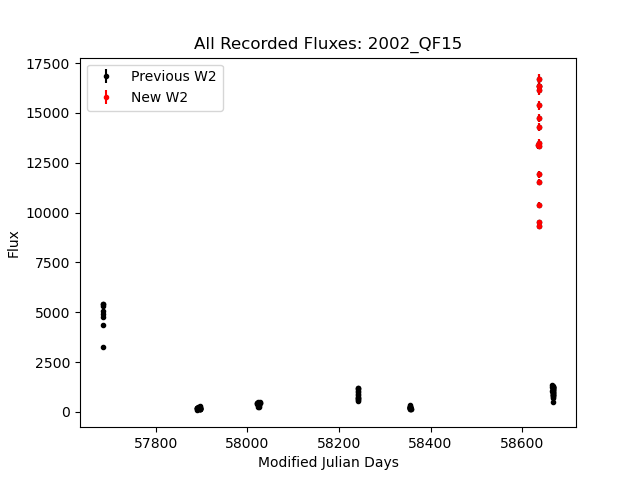 All Recorded Fluxes: 2002_QF15
17500
15000
12500
10000
7500
5000
2500
0
Flux
Previous W2
New W2
57800
58000
58200
58400
58600
Modified Julian Days